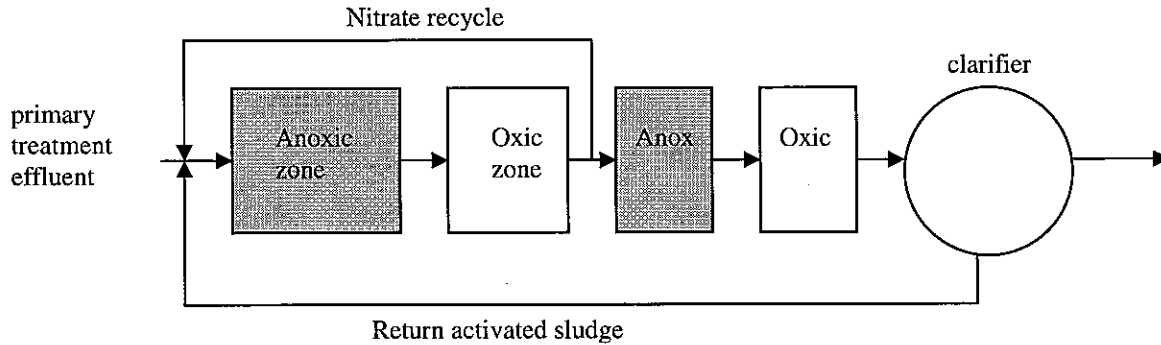 Nitrate recycle
clarifier
primary
treatment
effluent
Anoxic
zone
Oxic
zone
Anox
Oxic
Return activated sludge